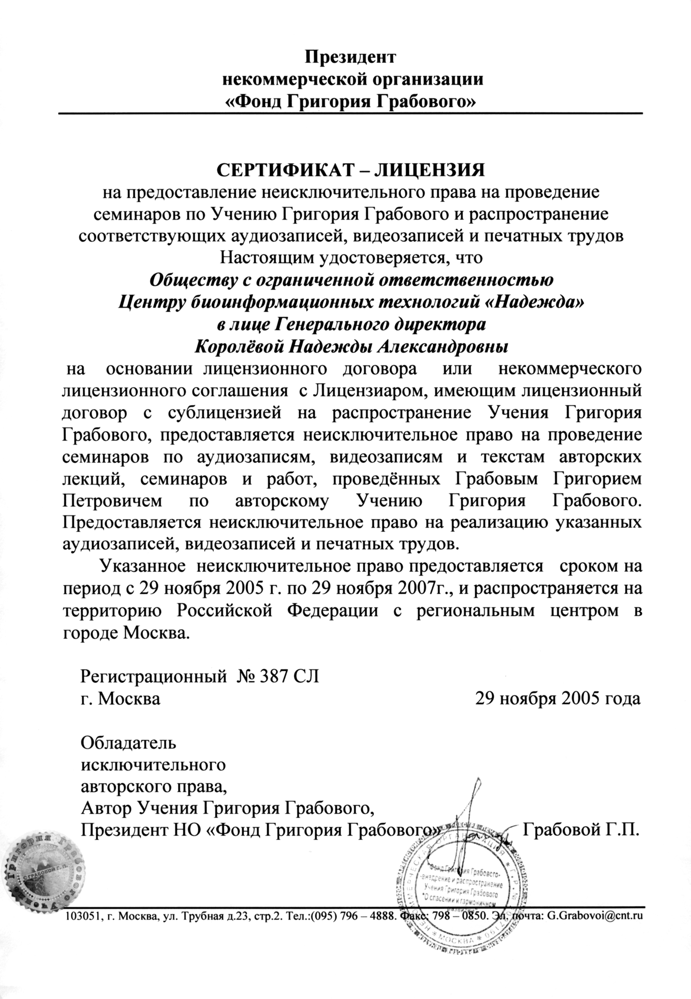 Президент
некоммерческой организации
«Фонд Григория Грабового»
СЕРТИФИКАТ – ЛИЦЕНЗИЯ
на предоставление неисключительного права на проведение
семинаров по Учению Григория Грабового и распространение
соответствующих аудиозаписей, видеозаписей и печатных трудов
Настоящим удостоверяется, что
Обществу с ограниченной ответственностью
Центру биоинформационных технологий «Надежда»
в лице Генерального директора
Королёвой Надежды Александровны
на основании лицензионного договора или некоммерческого
лицензионного соглашения с Лицензиаром, имеющим лицензионный
договор с сублицензией на распространение Учения Григория
Грабового, предоставляется неисключительное право на проведение
семинаров по аудиозаписям, видеозаписям и текстам авторских
лекций, семинаров и работ, проведённых Грабовым Григорием
Петровичем по авторскому Учению Григория Грабового.
Предоставляется неисключительное право на реализацию указанных
аудиозаписей, видеозаписей и печатных трудов.
Указанное неисключительное право предоставляется сроком на
период с 29 ноября 2005 г. по 29 ноября 2007г., и распространяется на
территорию Российской Федерации с региональным центром в
городе Москва.
Регистрационный № 387 СЛ
г. Москва 29 ноября 2005 года
Обладатель
исключительного
авторского права,
Автор Учения Григория Грабового,
Президент НО «Фонд Григория Грабового» Грабовой Г.П.
Учение Григория Грабового
© ГРАБОВОЙ Г. П.
НЕКОММЕРЧЕСКАЯ ОРГАНИЗАЦИЯ * Г.Р.№
* МОСКВА *
"Фонд Григория Грабового-
-внедрение и распространение
Учения Григория Грабового
"О спасении и гармоничном
развитии"
103051, г. Москва, ул. Трубная д.23, стр.2. Тел.:(095) 796 – 4888. Факс: 798 – 0850. Эл. почта: G.Grabovoi@cnt.ru